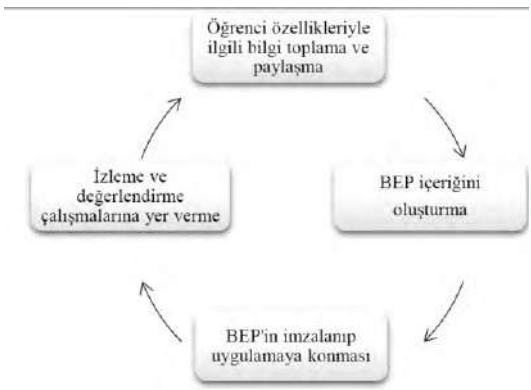 Öğrenci özellikleriyle
ilgili bilgi toplama ve
paylaşma
BEP içeriğini
oluşturma
BEP'in imzalanıp
uygulamaya konması
İzleme ve
değerlendirme
çalışmalarına yer verme